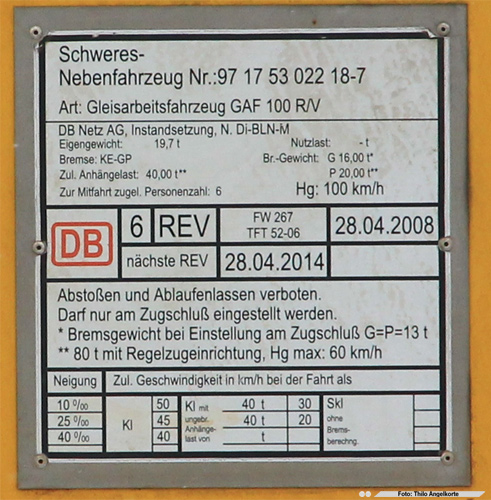 Schweres-
Nebenfahrzeug Nr.:97 17 53 022 18-7
Art: Gleisarbeitsfahrzeug GAF 100 R/V
DB Netz AG, Instandsetzung, N. Di-BLN-M
Eigengewicht: 19,7 t Nutzlast: - t
Bremse: KE-GP Br.-Gewicht: G 16,00 t*
Zul. Anhängelast: 40,00 t** P 20,00 t**
Zur Mitfahrt zugel. Personenzahl: 6 Hg: 100 km/h
DB 6 REV FW 267 28.04.2008
TFT 52-06
nächste REV 28.04.2014
Abstoßen und Ablaufenlassen verboten.
Darf nur am Zugschluß eingestellt werden.
* Bremsgewicht bei Einstellung am Zugschluß G=P=13 t
** 80 t mit Regelzugeinrichtung, Hg max: 60 km/h
Neigung Zul. Geschwindigkeit in km/h bei der Fahrt als
10 º/ºº Kl 50 Kl mit 40 t 30 Skl
25 º/ºº 45 ungebr. 40 t 20 ohne
40 º/ºº 40 Anhänge- t Brems-
last von berechng.
Foto: Thilo Angelkorte